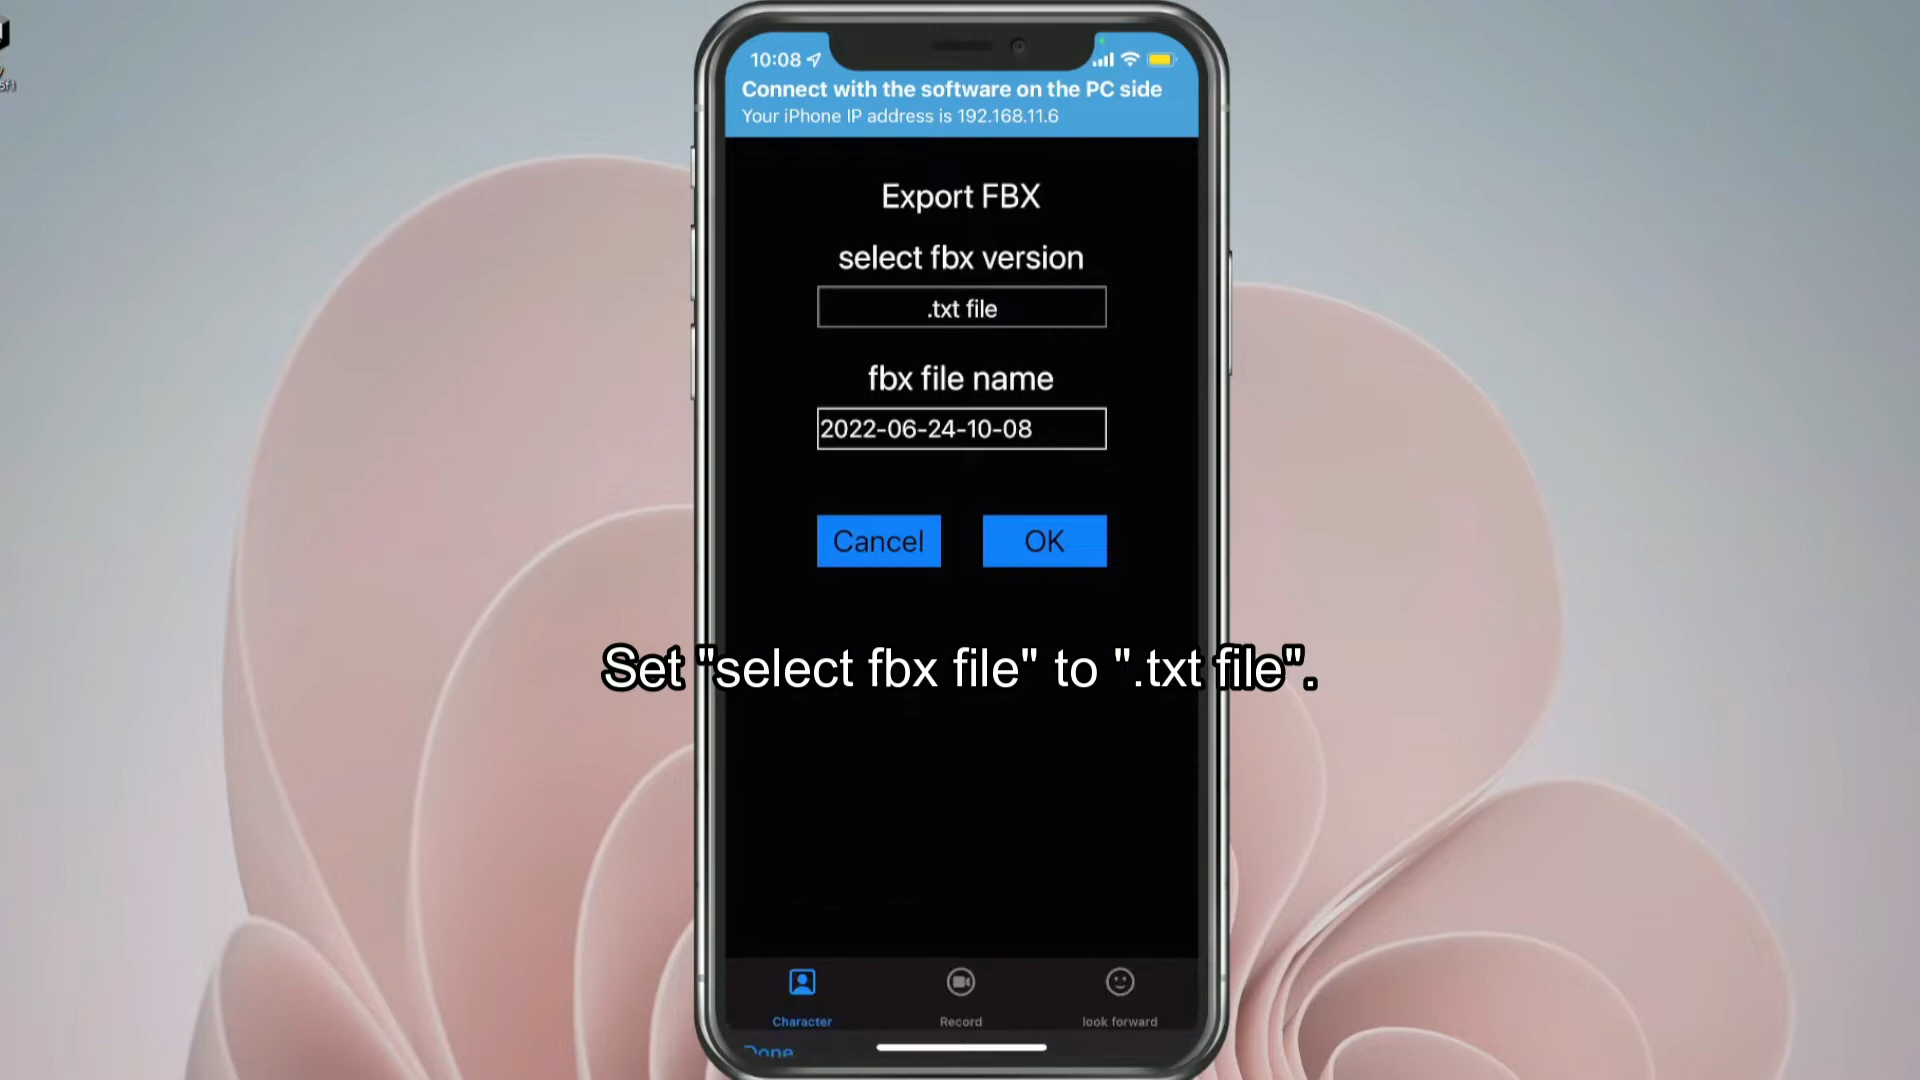 10:08
Connect with the software on the PC side
Your iPhone IP address is 192.168.11.6
Export FBX
select fbx version
.txt file
fbx file name
2022-06-24-10-08
Cancel OK
Set "select fbx file" to ".txt file".
Character Record look forward
Done